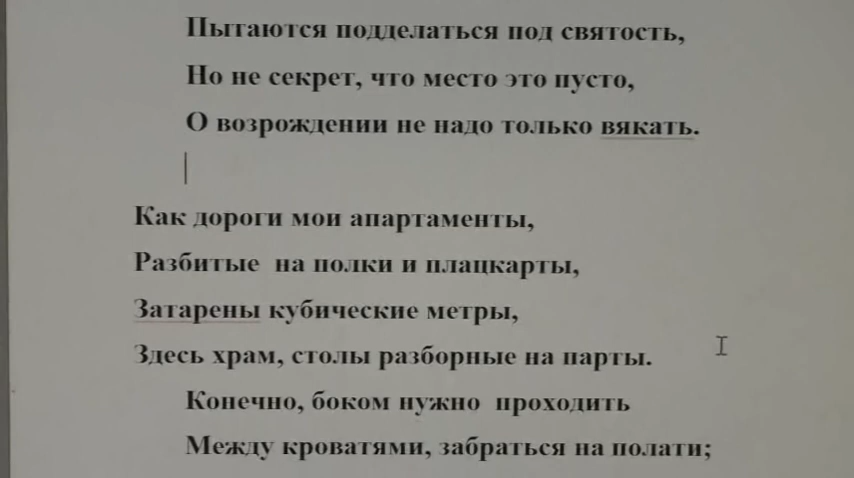 Пытаются подделаться под святость,
Но не секрет, что место это пусто,
О возрождении не надо только вякать.
Как дороги мои апартаменты,
Разбитые на полки и плацкарты,
Затарены кубические метры,
Здесь храм, столы разборные на парты.
Конечно, боком нужно проходить
Между кроватями, забраться на полати;